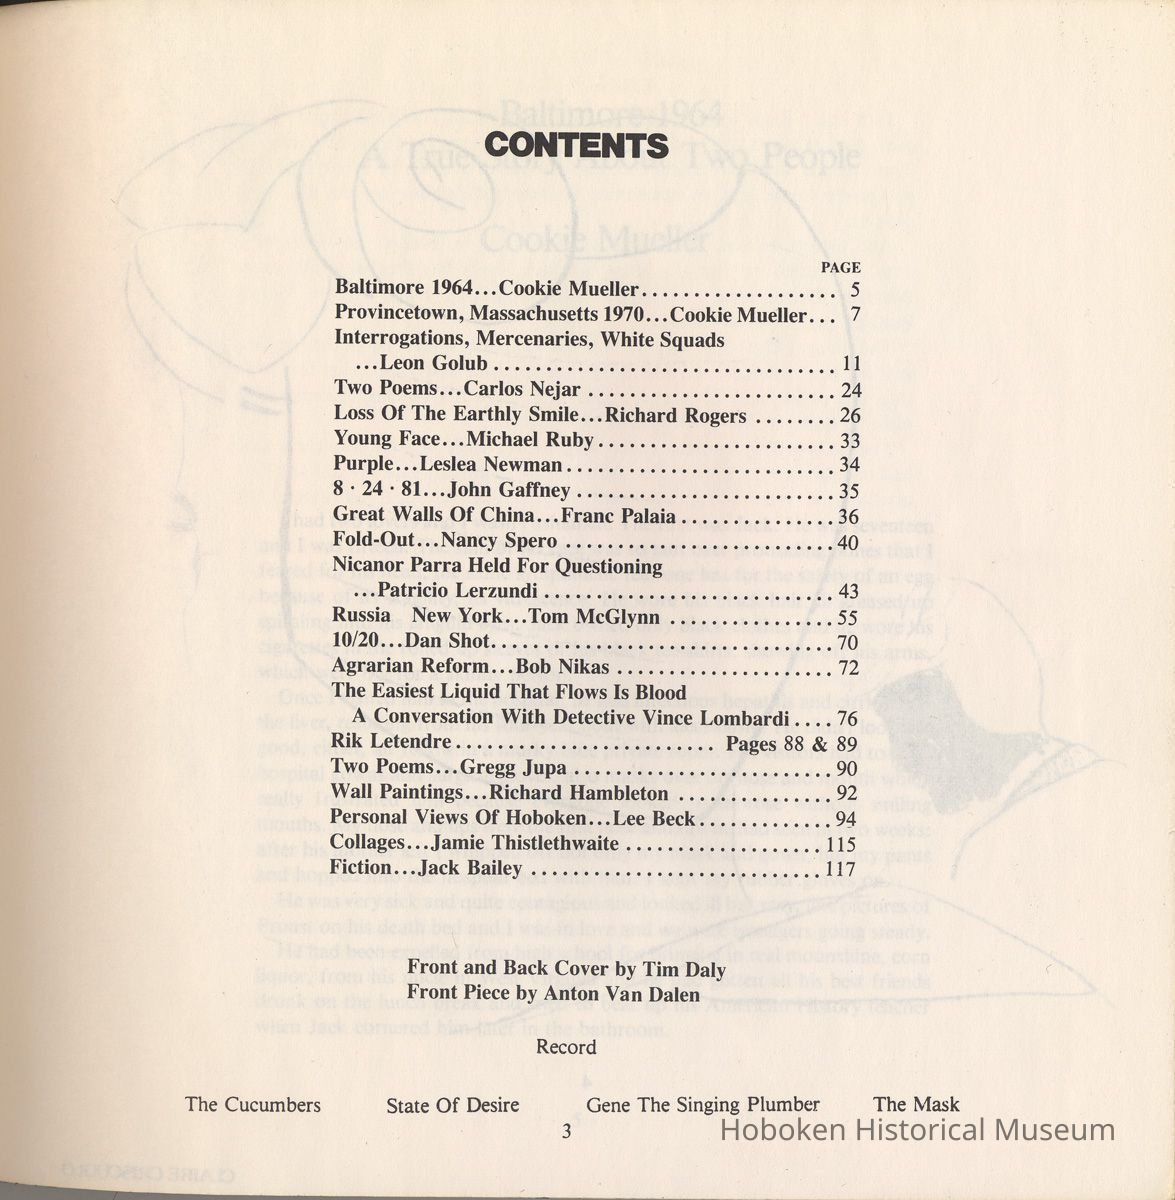 CONTENTS
PAGE
Baltimore 1964...Cookie Mueller................... 5
Provincetown, Massachusetts 1970...Cookie Mueller... 7
Interrogations, Mercenaries, White Squads
...Leon Golub ................................. 11
Two Poems...Carlos Nejar ........................ 24
Loss Of The Earthly Smile...Richard Rogers ........ 26
Young Face...Michael Ruby....................... 33
Purple...Leslea Newman.......................... 34
8 · 24 · 81...John Gaffney ......................... 35
Great Walls Of China...Franc Palaia ............... 36
Fold-Out...Nancy Spero .......................... 40
Nicanor Parra Held For Questioning
...Patricio Lerzundi ............................ 43
Russia New York...Tom McGlynn ................ 55
10/20...Dan Shot................................. 70
Agrarian Reform...Bob Nikas ..................... 72
The Easiest Liquid That Flows Is Blood
A Conversation With Detective Vince Lombardi.... 76
Rik Letendre......................... Pages 88 & 89
Two Poems...Gregg Jupa ......................... 90
Wall Paintings...Richard Hambleton ............... 92
Personal Views Of Hoboken...Lee Beck............. 94
Collages...Jamie Thistlethwaite ................... 115
Fiction...Jack Bailey ............................ 117
Front and Back Cover by Tim Daly
Front Piece by Anton Van Dalen
Record
The Cucumbers State Of Desire Gene The Singing Plumber The Mask
3
Hoboken Historical Museum